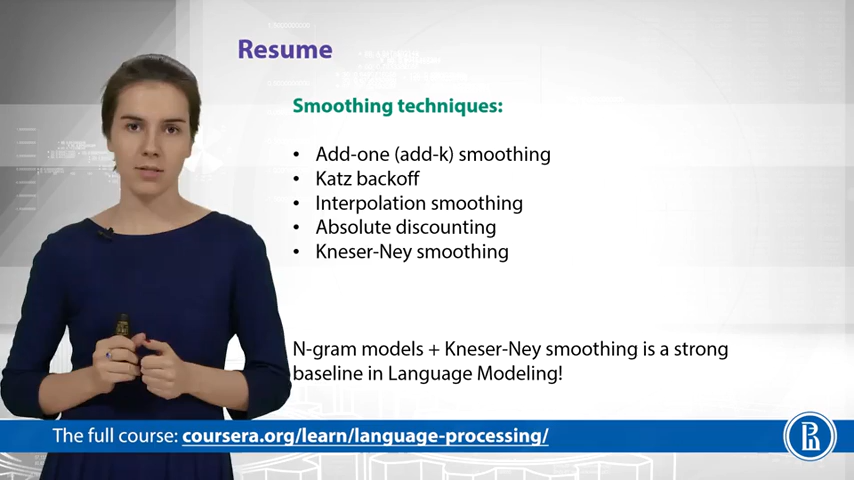 Resume
Smoothing techniques:
• Add-one (add-k) smoothing
• Katz backoff
• Interpolation smoothing
• Absolute discounting
• Kneser-Ney smoothing
N-gram models + Kneser-Ney smoothing is a strong
baseline in Language Modeling!
The full course: coursera.org/learn/language-processing/